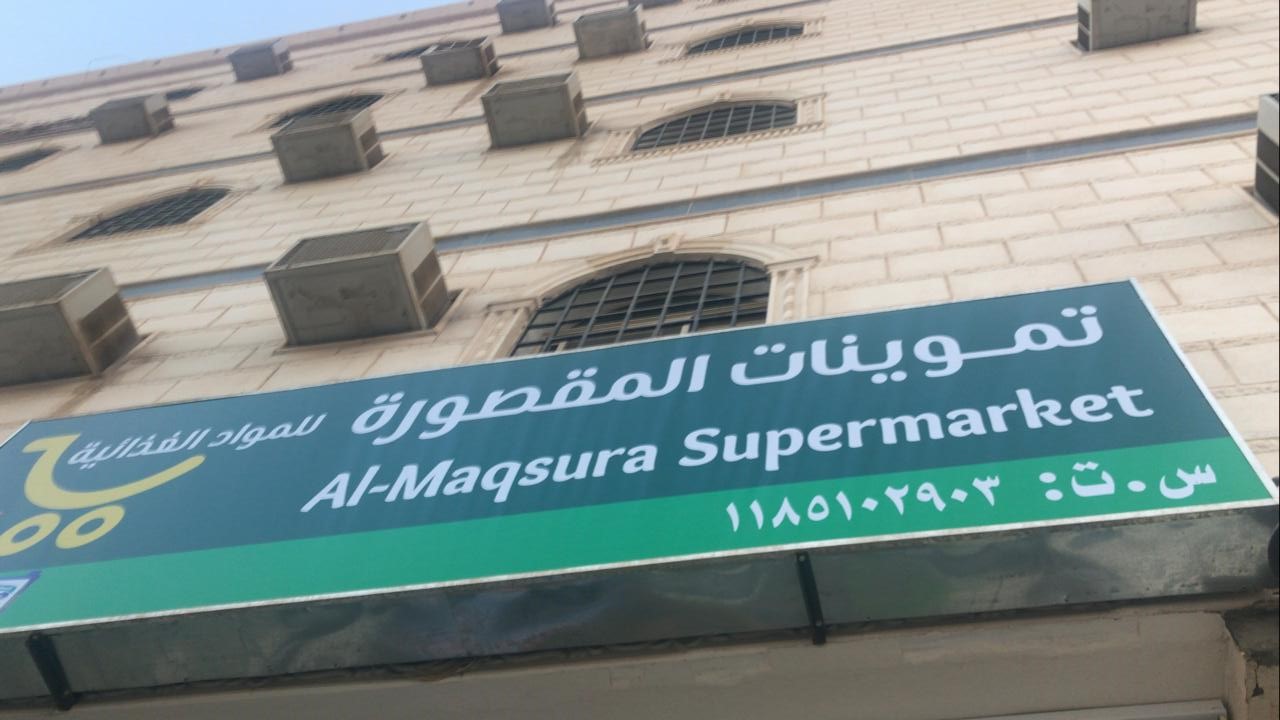 تموينات المقصورة للمواد الغذائية
Al-Maqsura Supermarket
س.ت: ١١٨٥١٠٢٩٠٣